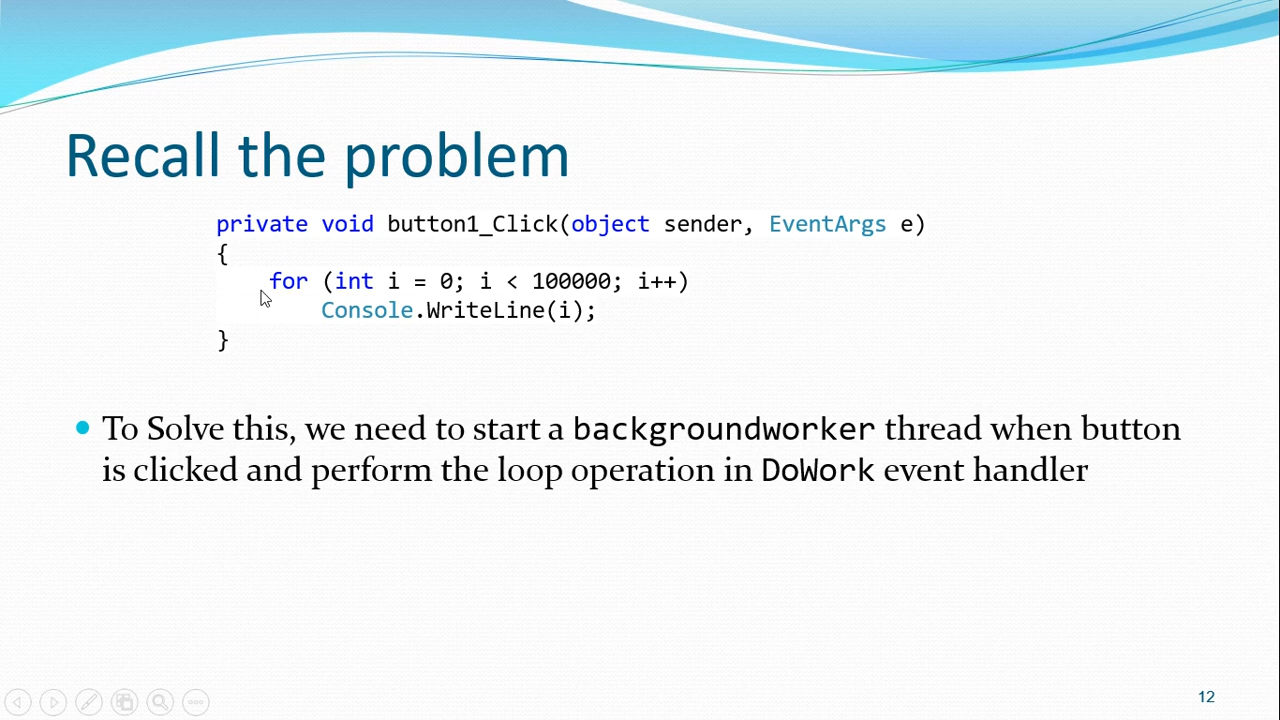 Recall the problem
private void button1_Click(object sender, EventArgs e)
{
for (int i = 0; i < 100000; i++)
Console.WriteLine(i);
}
To Solve this, we need to start a backgroundworker thread when button
is clicked and perform the loop operation in DoWork event handler
12